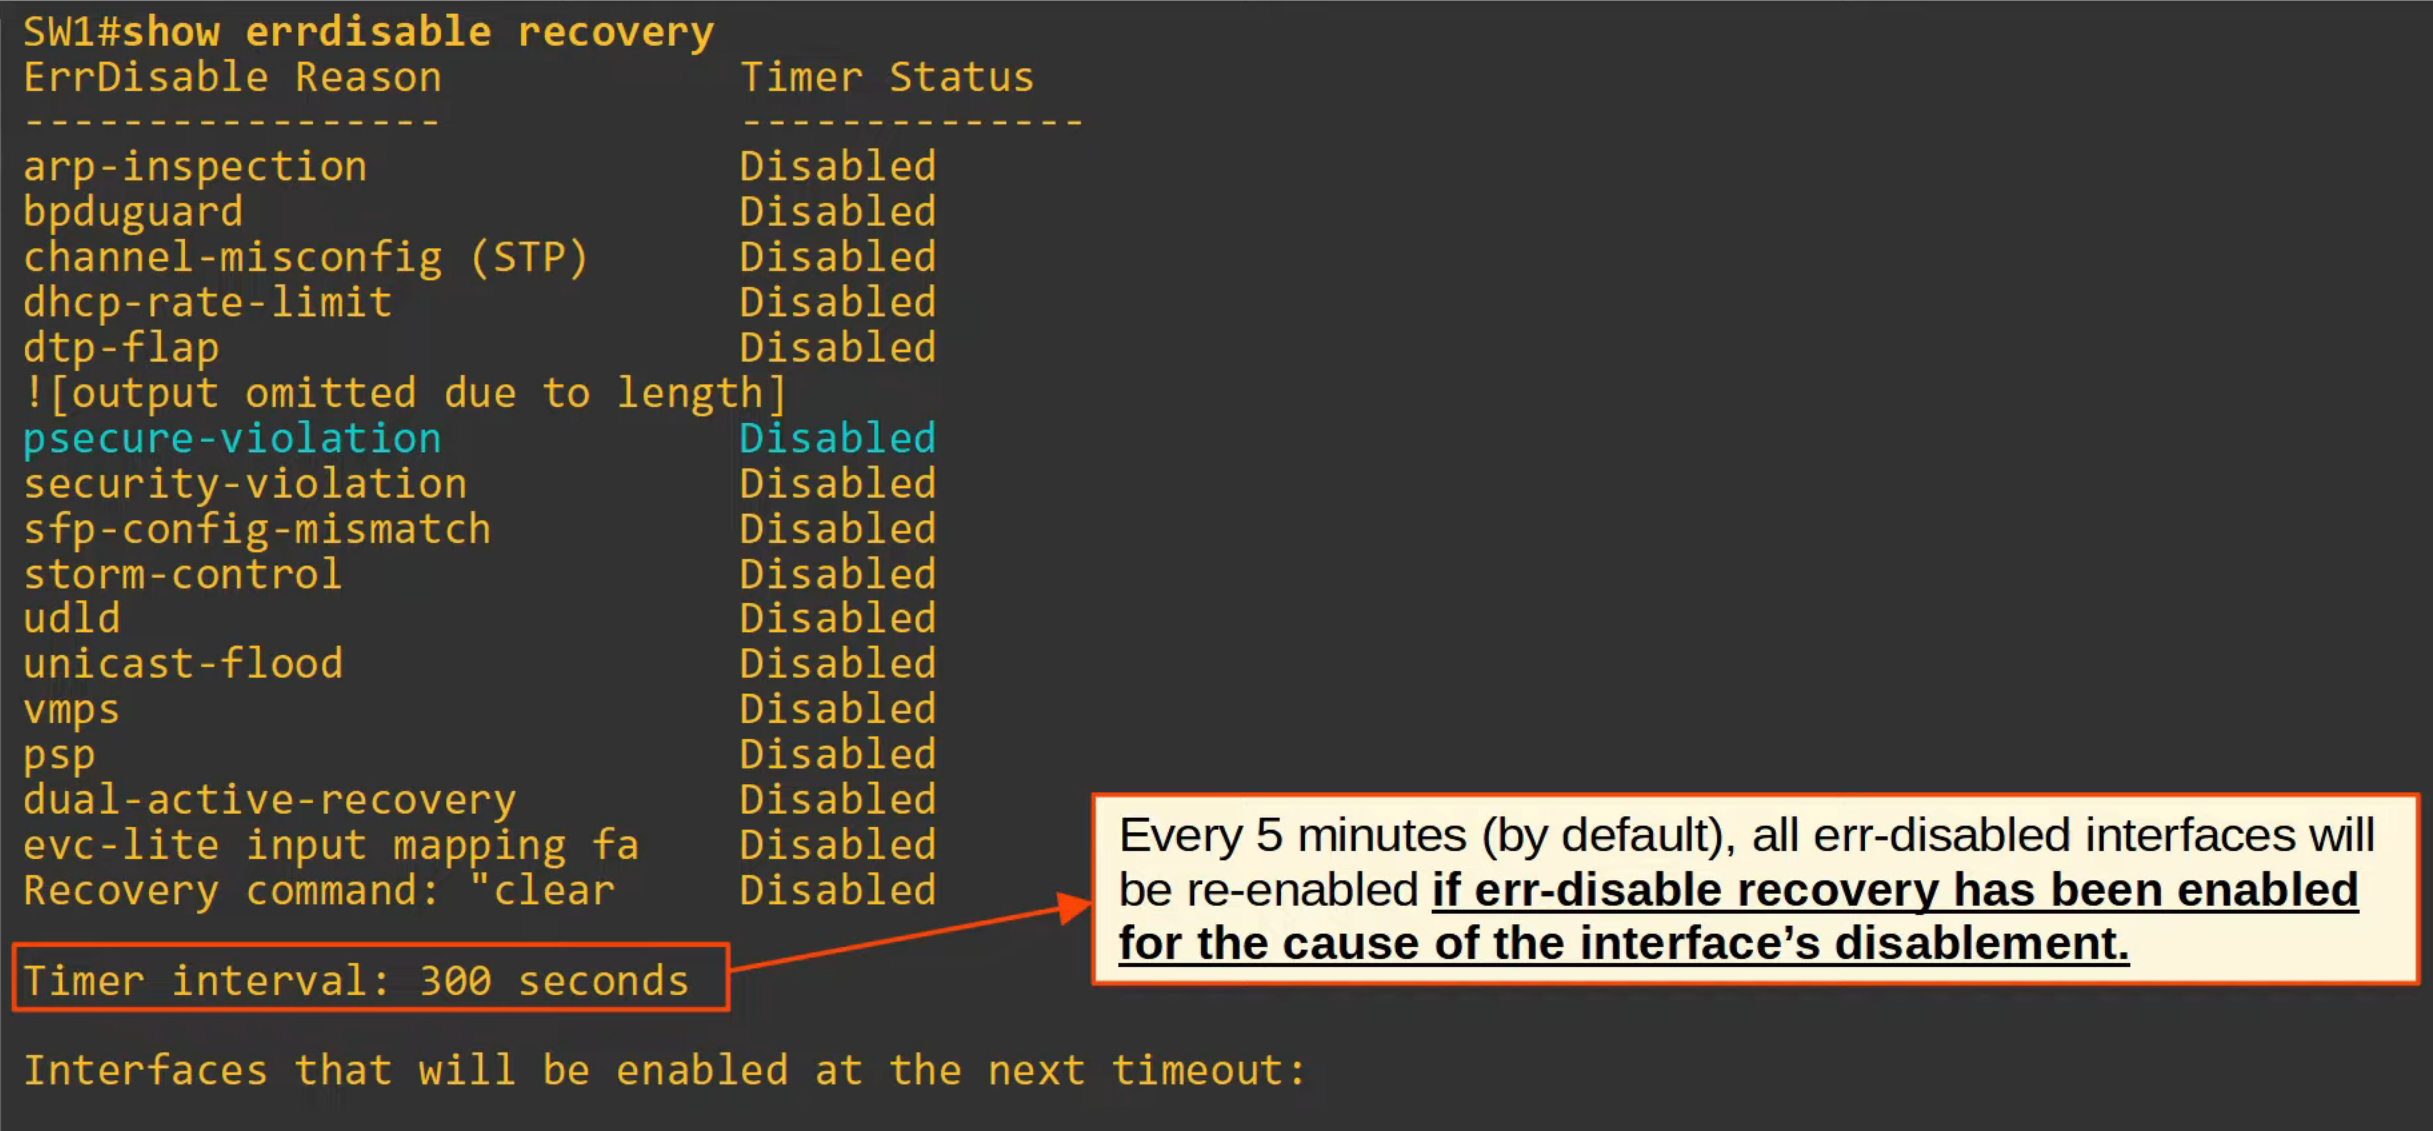 SW1#show errdisable recovery
ErrDisable Reason Timer Status
----------------- --------------
arp-inspection Disabled
bpduguard Disabled
channel-misconfig (STP) Disabled
dhcp-rate-limit Disabled
dtp-flap Disabled
![output omitted due to length]
psecure-violation Disabled
security-violation Disabled
sfp-config-mismatch Disabled
storm-control Disabled
udld Disabled
unicast-flood Disabled
vmps Disabled
psp Disabled
dual-active-recovery Disabled
evc-lite input mapping fa Disabled
Recovery command: "clear Disabled
Every 5 minutes (by default), all err-disabled interfaces will
be re-enabled if err-disable recovery has been enabled
for the cause of the interface’s disablement.
Timer interval: 300 seconds
Interfaces that will be enabled at the next timeout: